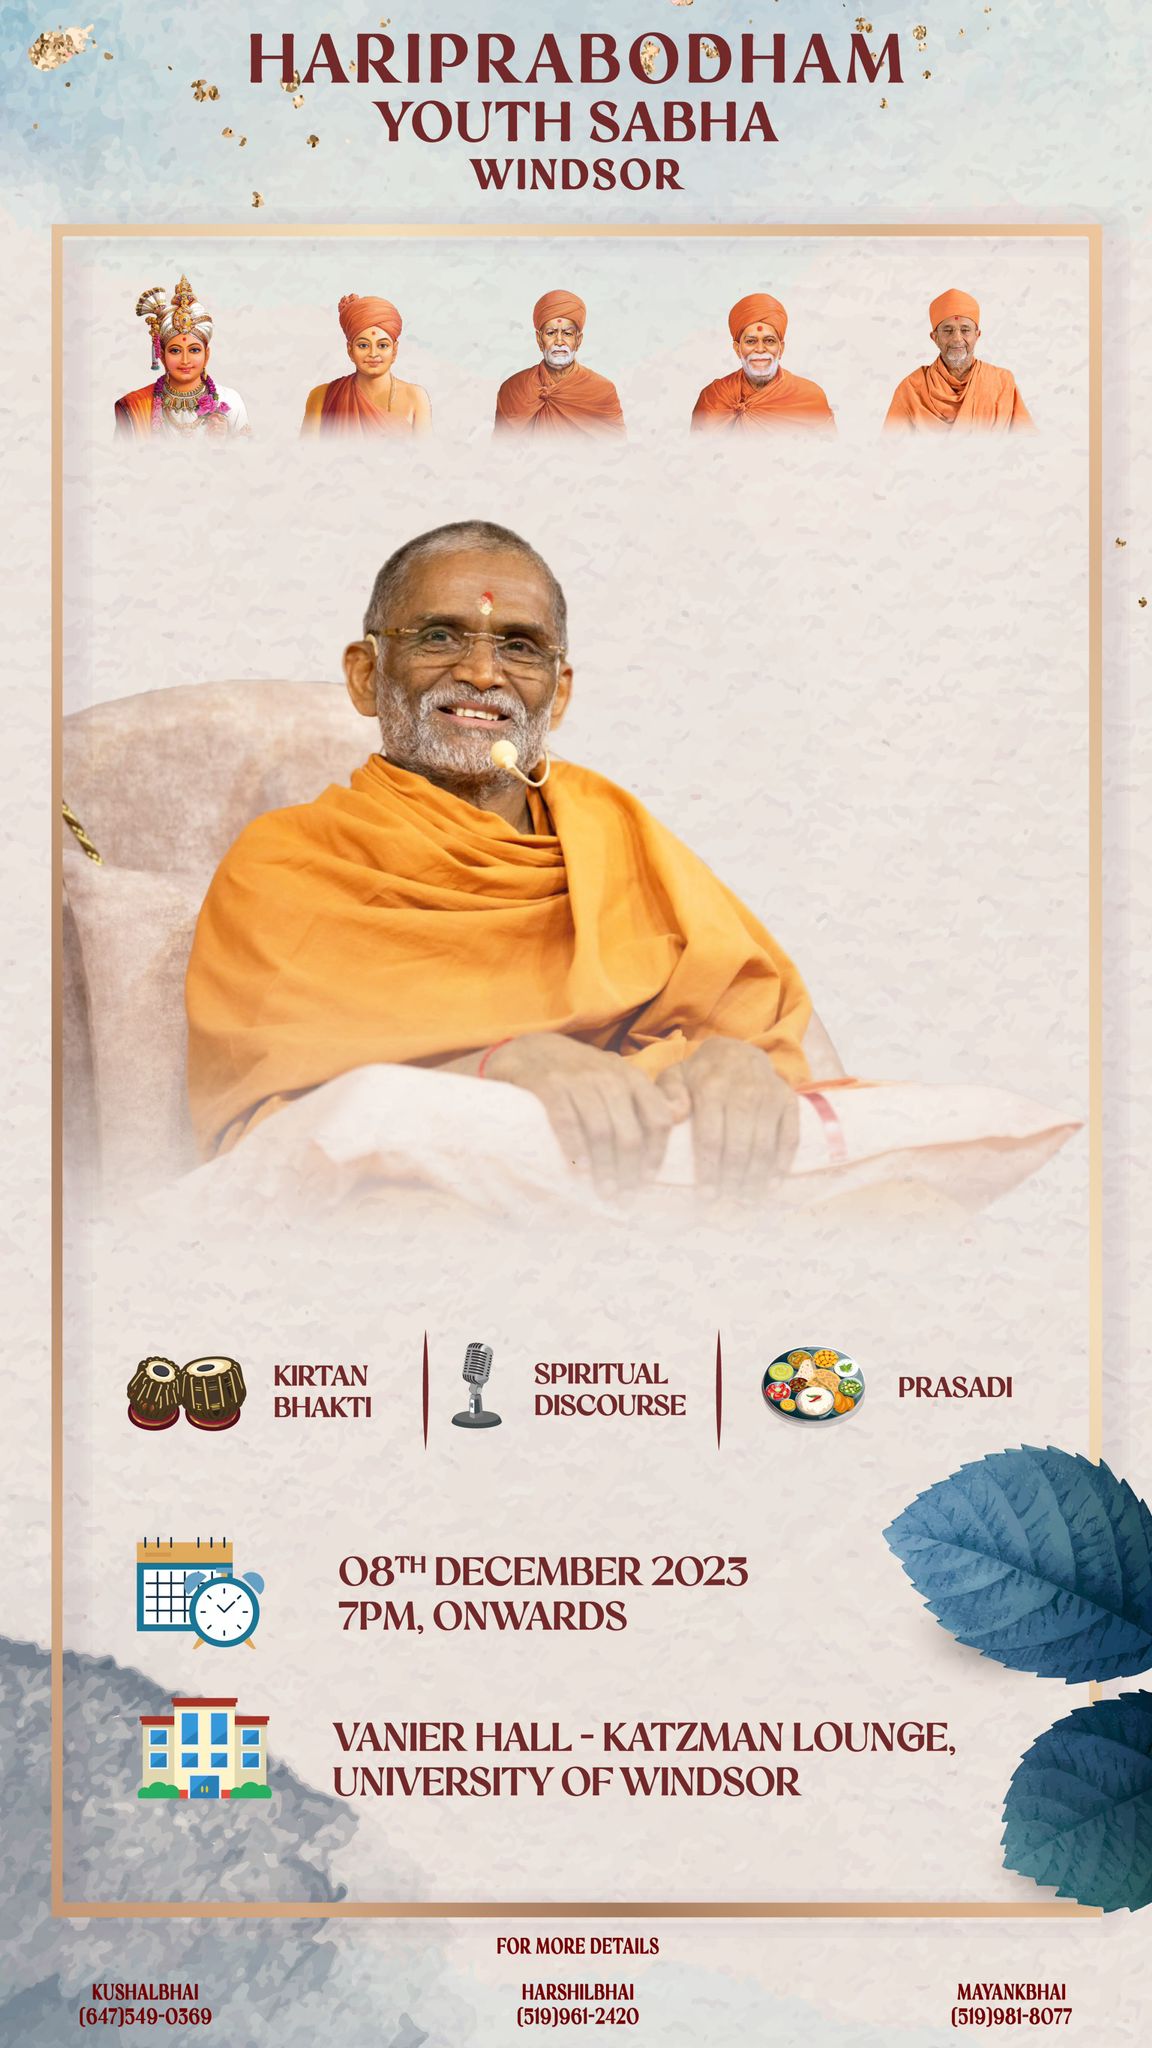 HARIPRABODHAM
YOUTH SABHA
WINDSOR
KIRTAN
BHAKTI
SPIRITUAL
DISCOURSE
PRASADI
08TH DECEMBER 2023
7PM, ONWARDS
VANIER HALL - KATZMAN LOUNGE,
UNIVERSITY OF WINDSOR
FOR MORE DETAILS
KUSHALBHAI
(647)549-0369
HARSHILBHAI
(519)961-2420
MAYANKBHAI
(519)981-8077